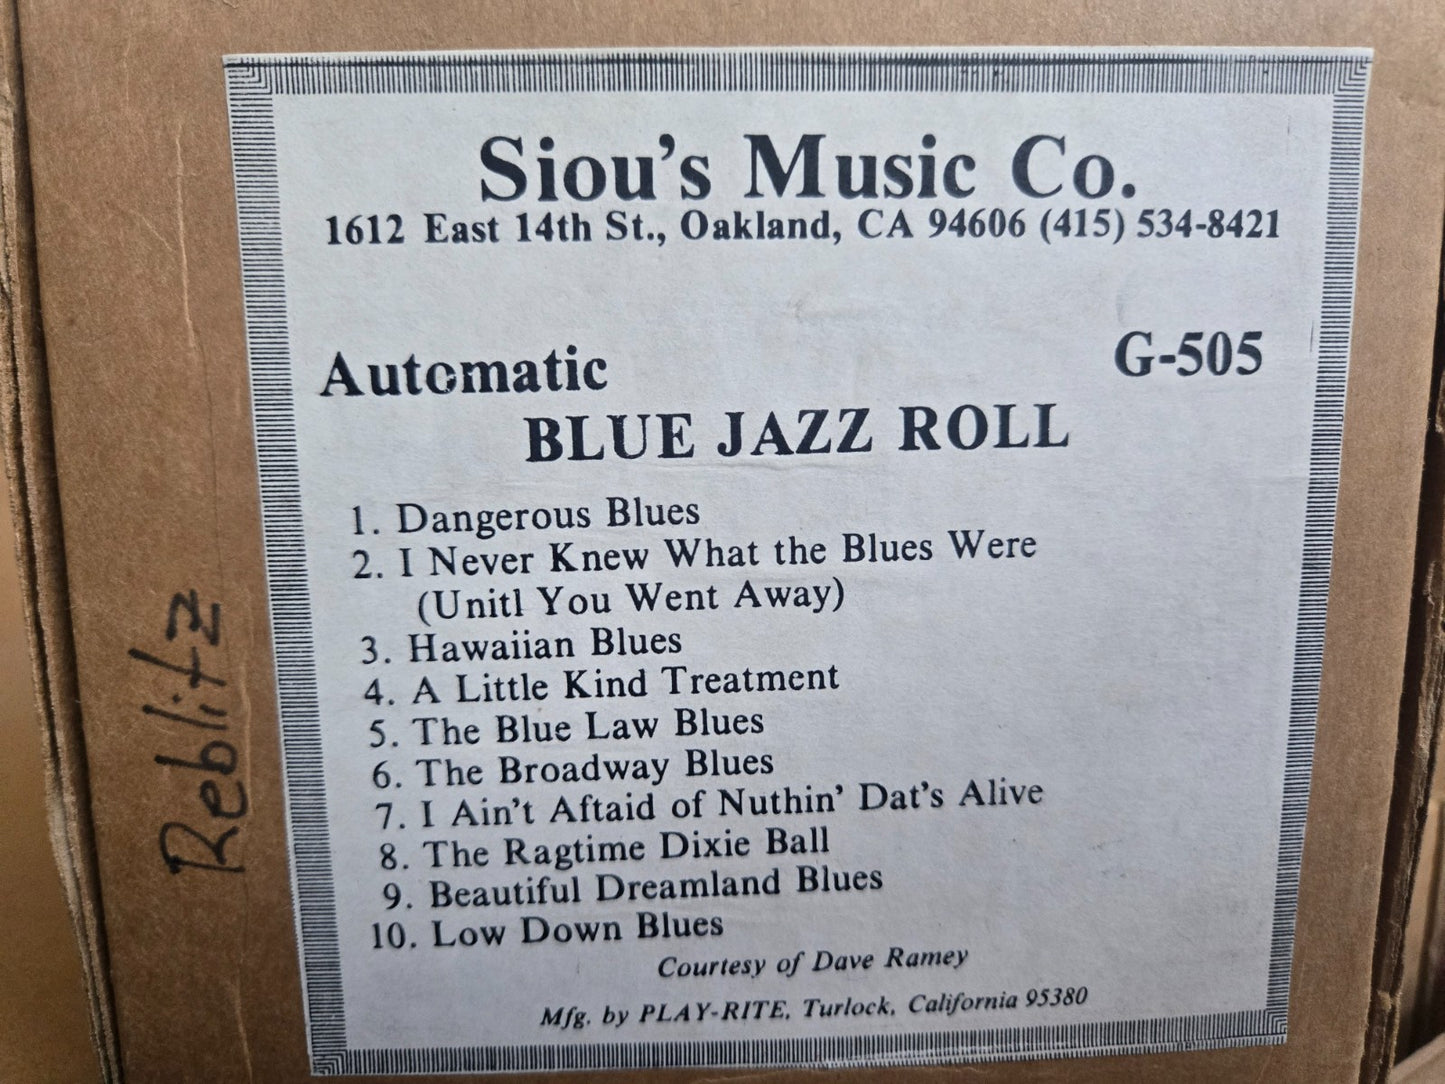 Siou's Music Co.
1612 East 14th St., Oakland, CA 94606 (415) 534-8421
Automatic
G-505
BLUE JAZZ ROLL
1. Dangerous Blues
2. I Never Knew What the Blues Were
(Unitl You Went Away)
3. Hawaiian Blues
4. A Little Kind Treatment
5. The Blue Law Blues
6. The Broadway Blues
7. I Ain't Aftaid of Nuthin' Dat's Alive
8. The Ragtime Dixie Ball
9. Beautiful Dreamland Blues
10. Low Down Blues
Courtesy of Dave Ramey
Mfg. by PLAY-RITE, Turlock, California 95380
Reblitz